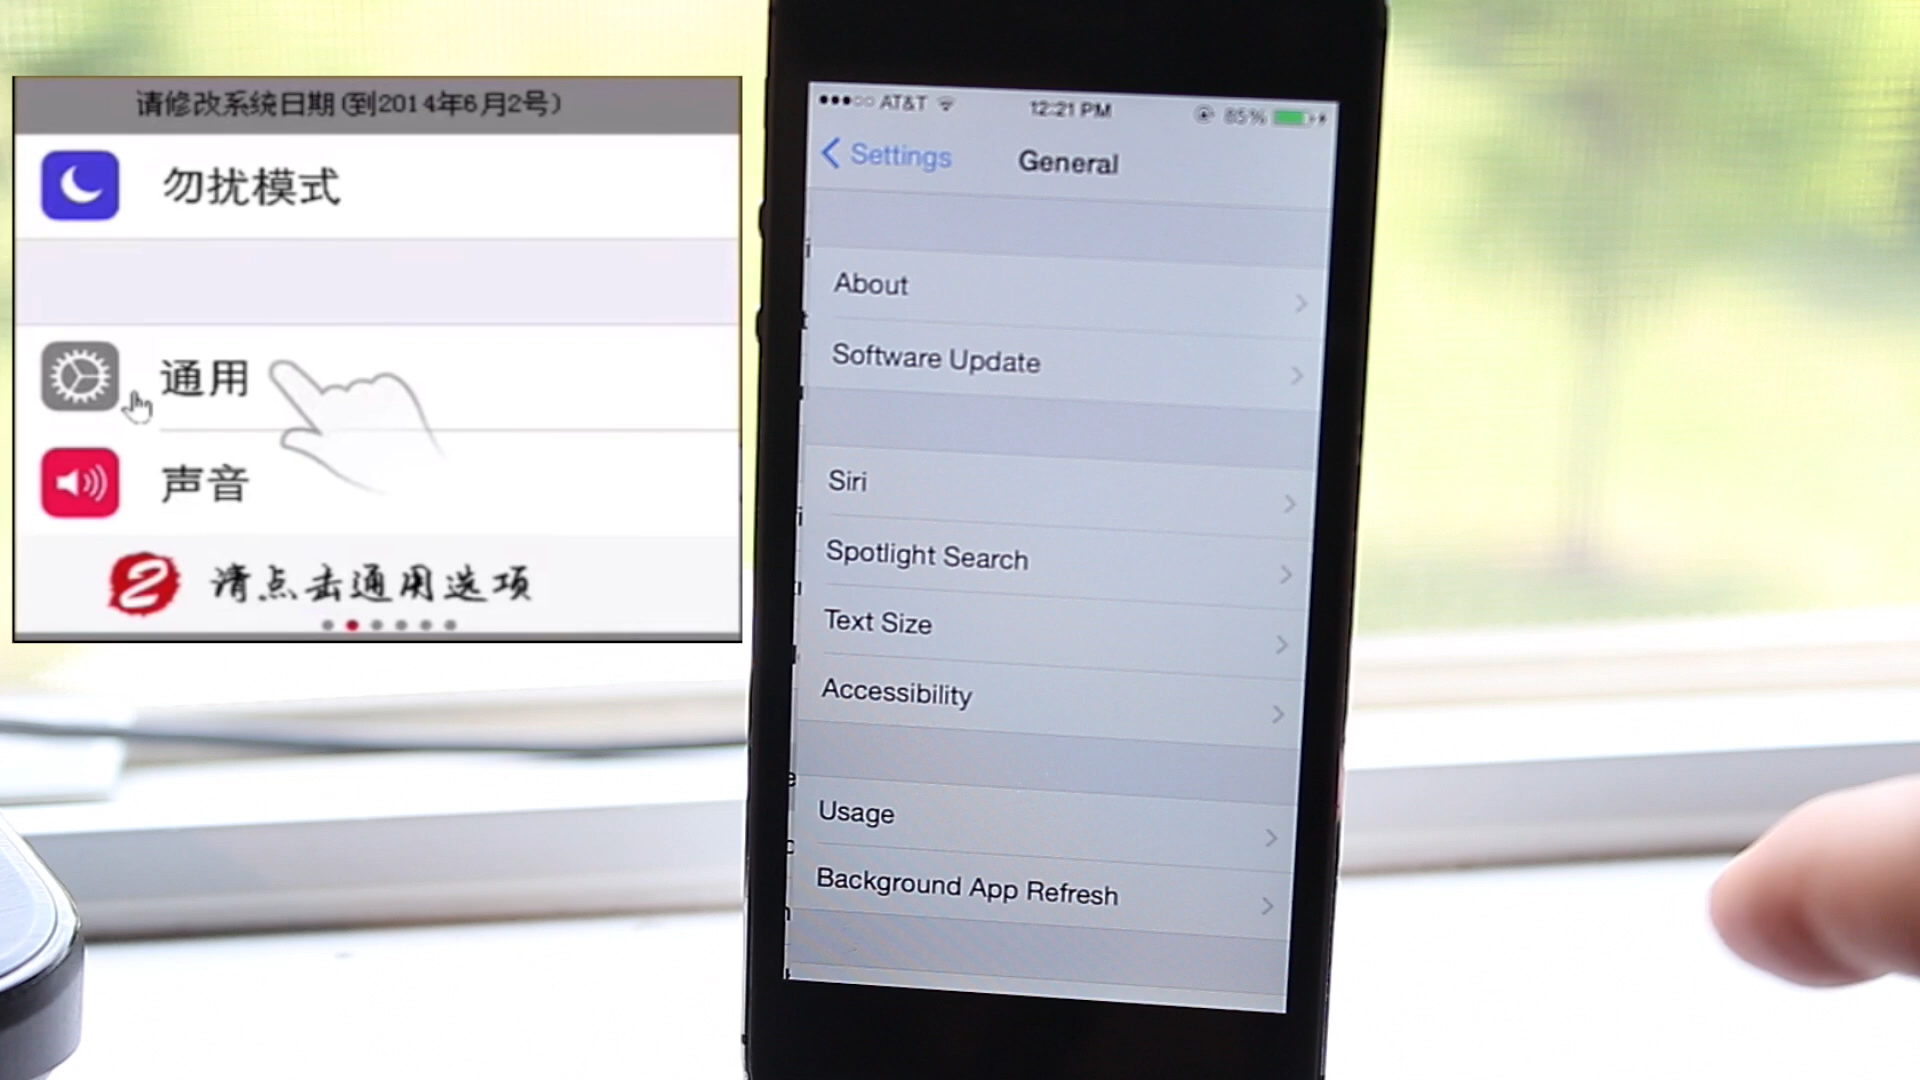 请修改系统日期 (到2014年6月2号)
勿扰模式
通用
声音
2 请点击通用选项
AT&T 12:21 PM 85%
Settings General
About
Software Update
Siri
Spotlight Search
Text Size
Accessibility
Usage
Background App Refresh